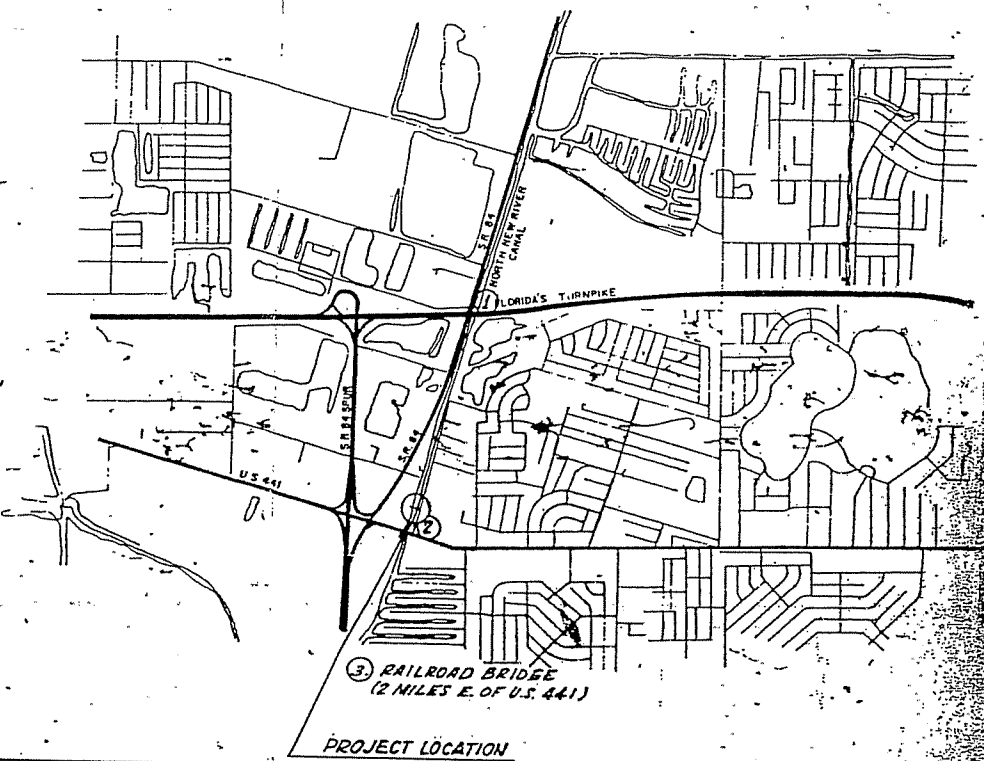 S.R. 84
NORTH NEW RIVER
CANAL
1
FLORIDA'S TURNPIKE
S.R. 84 SPUR
S.R. 84
U.S. 441
2
3. RAILROAD BRIDGE
(2 MILES E. OF U.S. 441)
PROJECT LOCATION